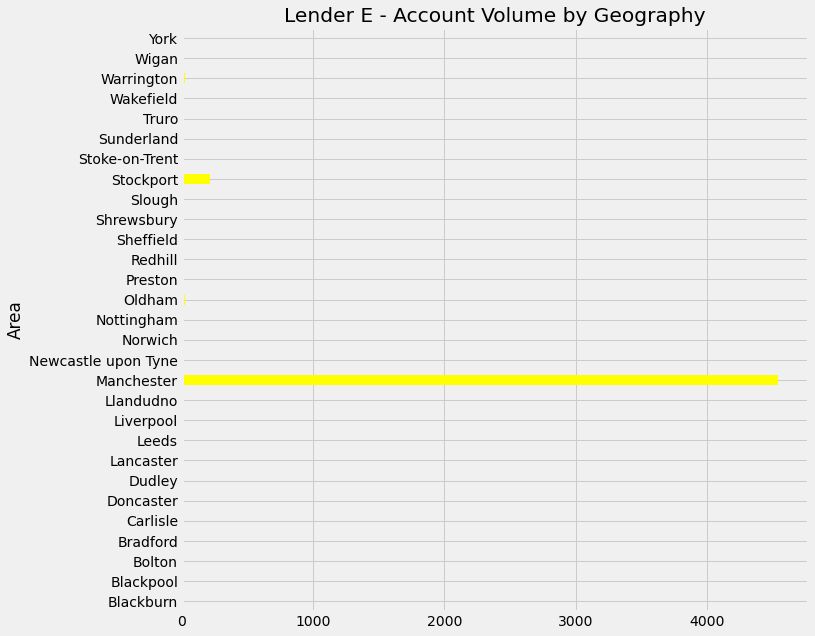 Lender E - Account Volume by Geography
York
Wigan
Warrington
Wakefield
Truro
Sunderland
Stoke-on-Trent
Stockport
Slough
Shrewsbury
Sheffield
Redhill
Preston
Oldham
Nottingham
Norwich
Newcastle upon Tyne
Manchester
Llandudno
Liverpool
Leeds
Lancaster
Dudley
Doncaster
Carlisle
Bradford
Bolton
Blackpool
Blackburn
Area
0 1000 2000 3000 4000